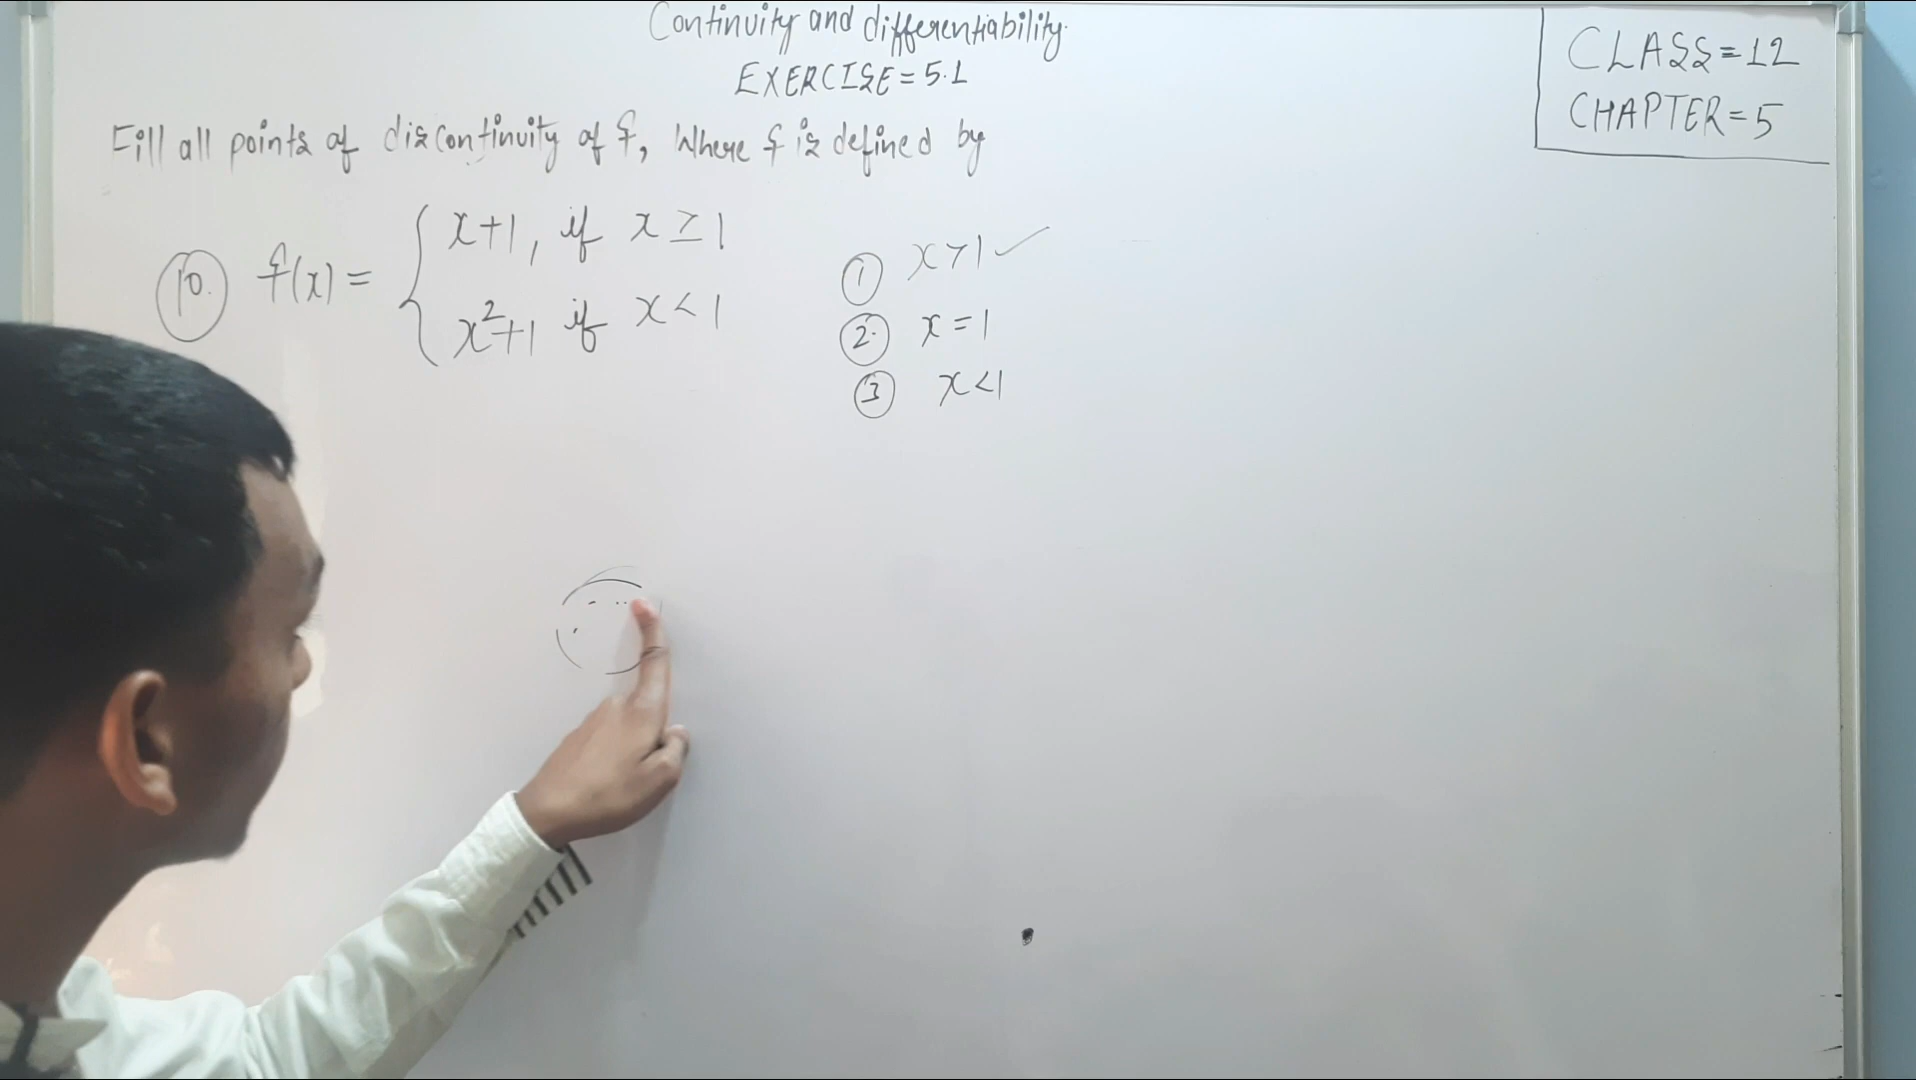 Continuity and differentiability.
EXERCISE=5.1
CLASS=12
CHAPTER=5
Fill all points of discontinuity of f, Where f is defined by
10. f(x) = { x+1, if x ≥ 1
x²+1 if x < 1
① x>1 ✓
②. x=1
③ x<1